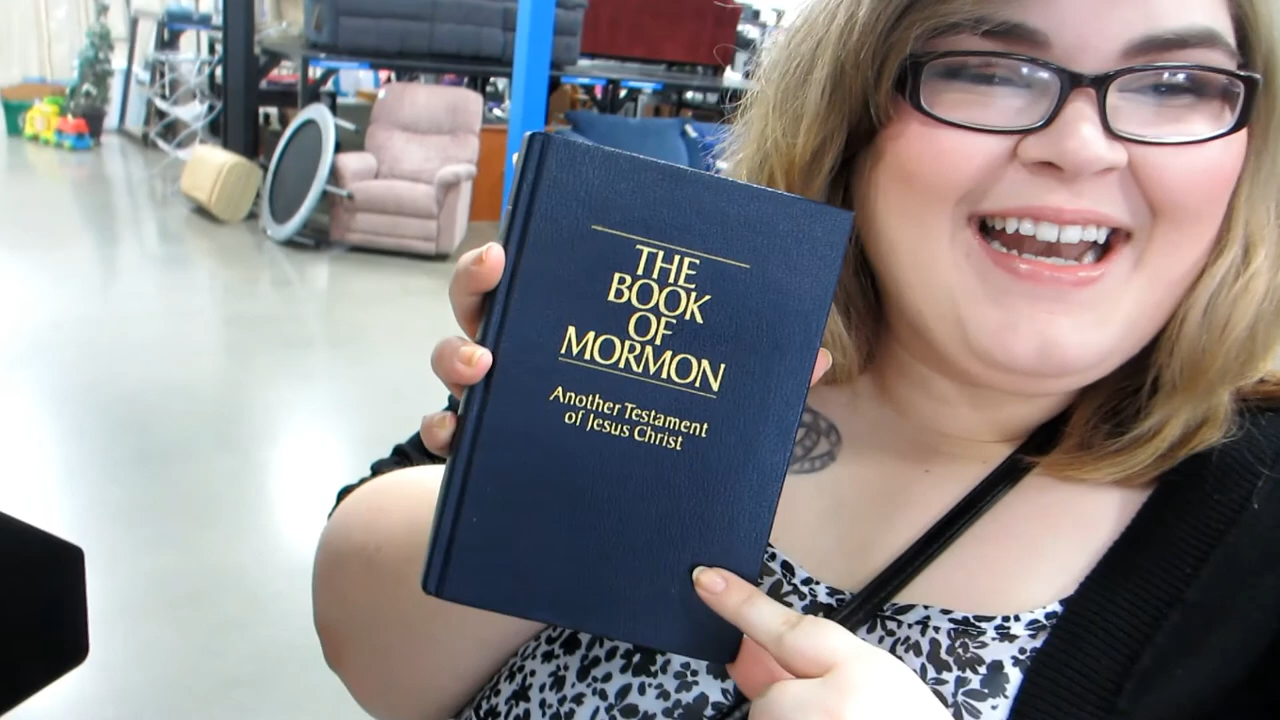 THE
BOOK
OF
MORMON
Another Testament
of Jesus Christ